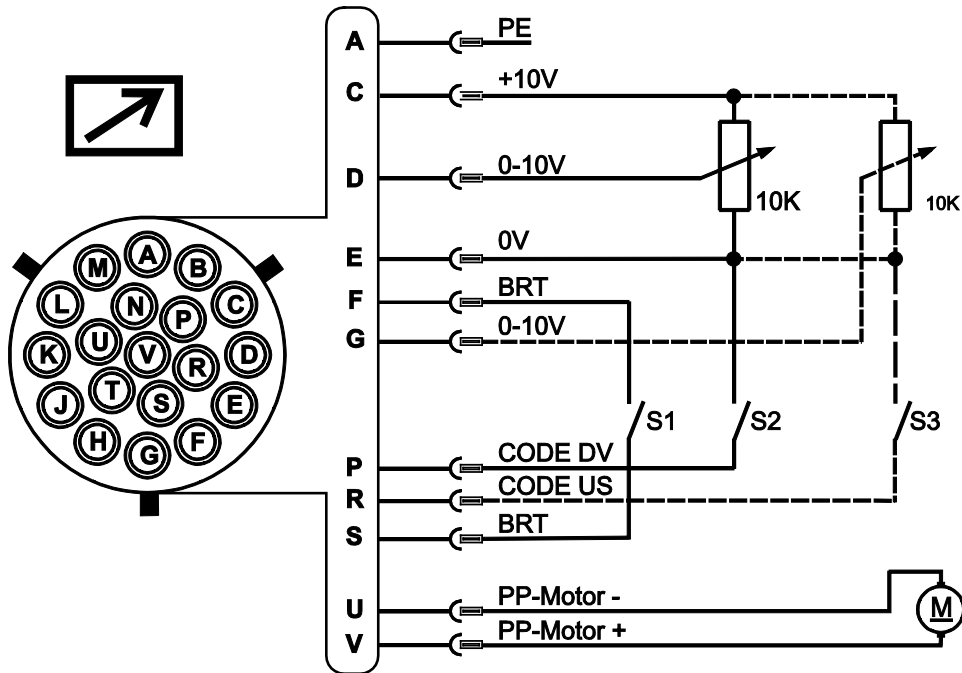 A PE
C +10V
D 0-10V 10K 10K
E 0V
F BRT
G 0-10V
S1 S2 S3
P CODE DV
R CODE US
S BRT
U PP-Motor - M
V PP-Motor +
A
M B
L N P C
K U V R D
J T S E
H G F